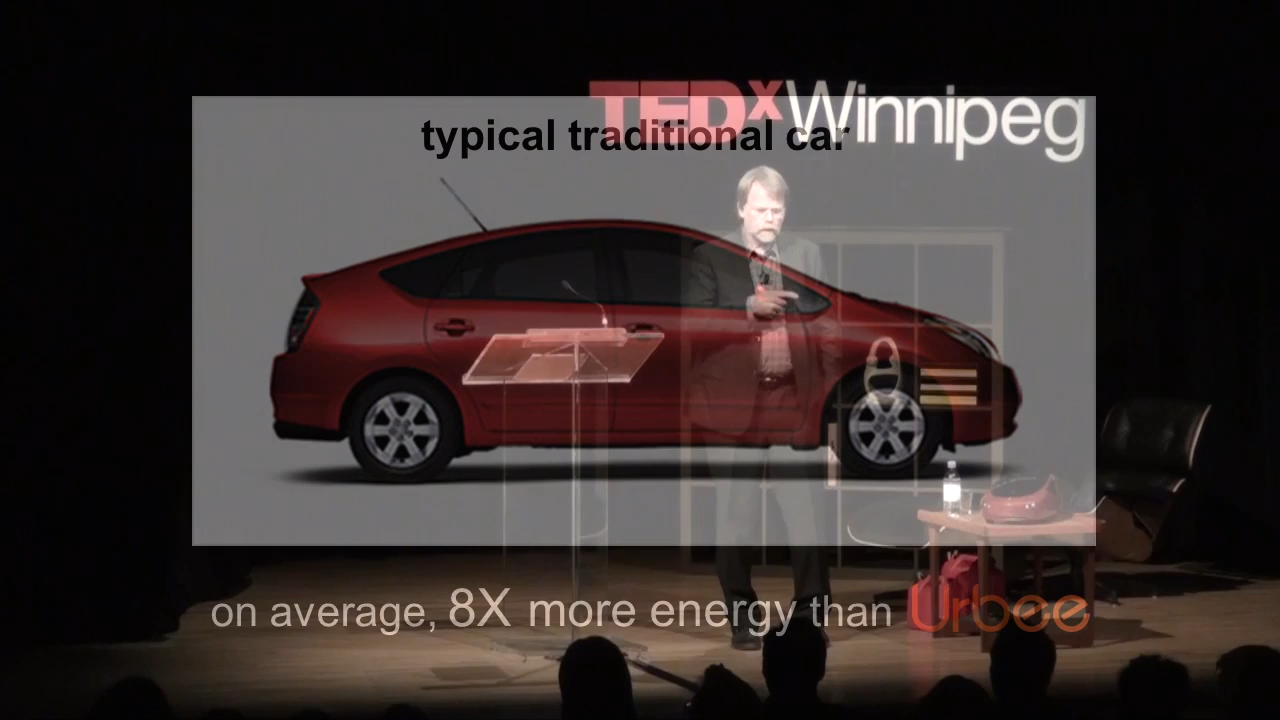 TEDxWinnipeg
typical traditional car
on average, 8X more energy than Urbee